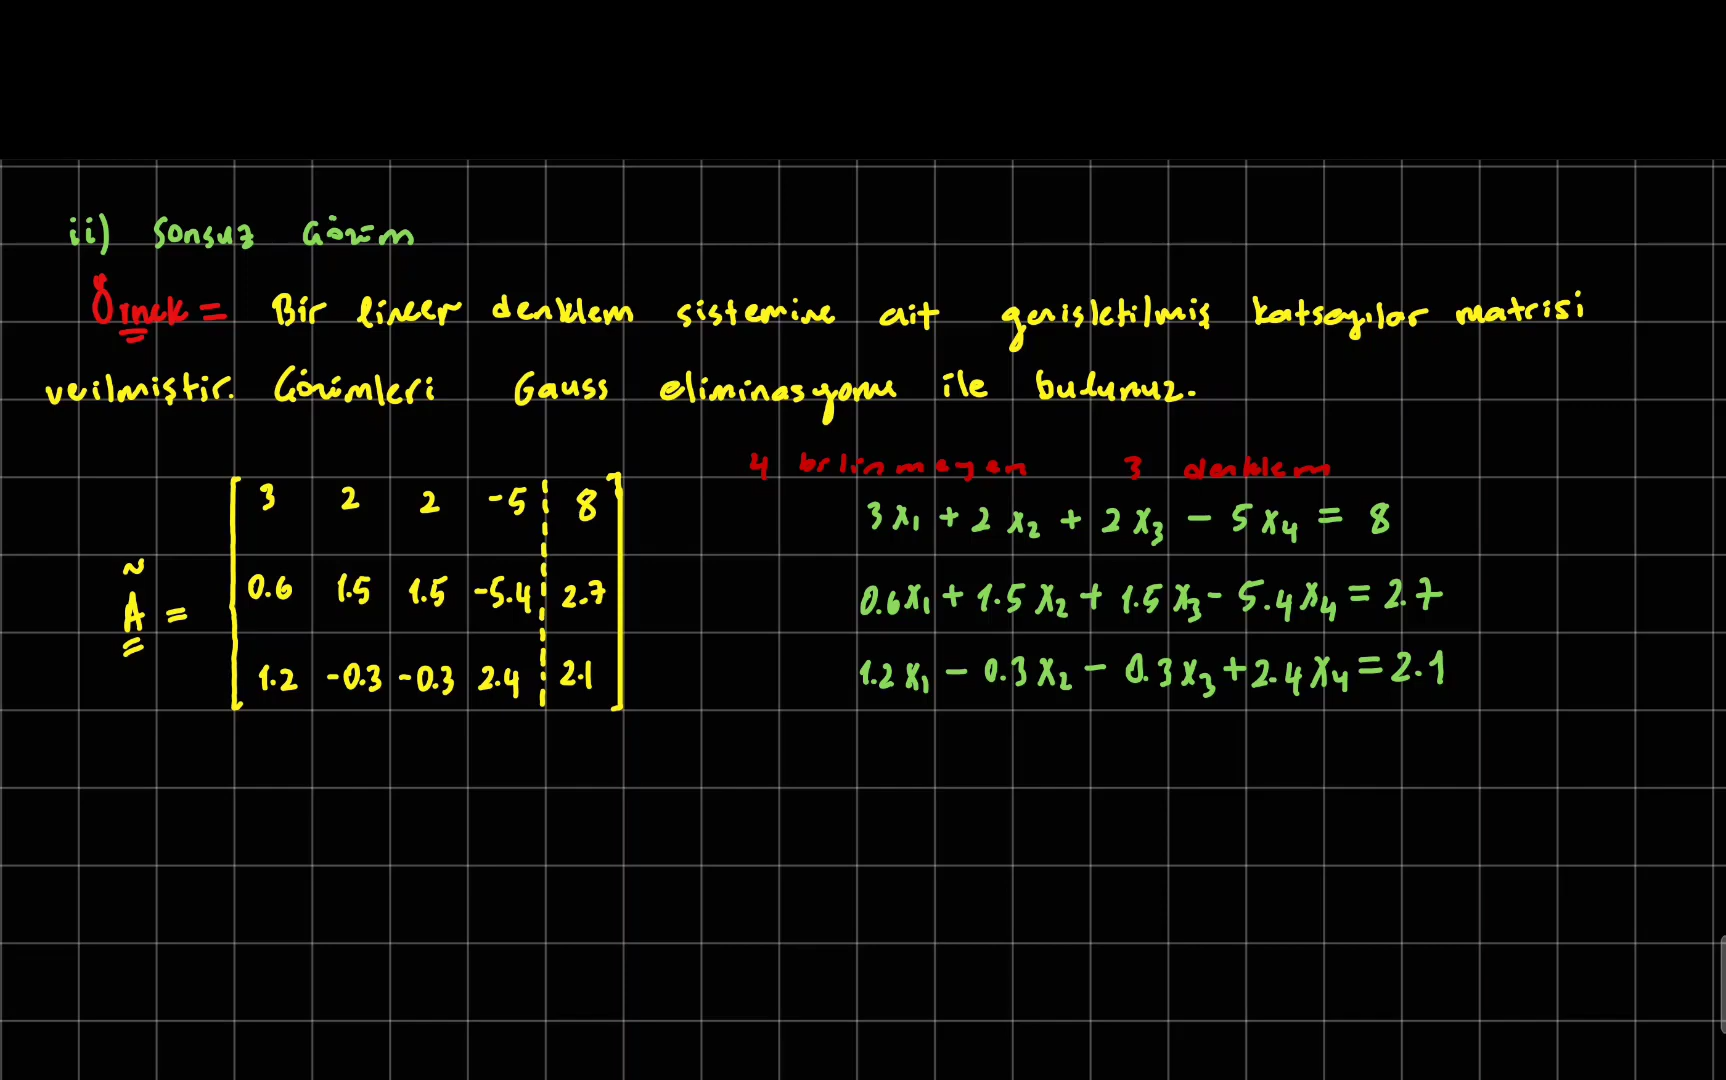 ii) Sonsuz Çözüm
Örnek = Bir lineer denklem sistemine ait genişletilmiş katsayılar matrisi
verilmiştir. Çözümleri Gauss eliminasyonu ile bulunuz.
4 bilinmeyen 3 denklem
3 2 2 -5 8
3x₁ + 2x₂ + 2x₃ - 5x₄ = 8
Ã =
0.6 1.5 1.5 -5.4 2.7
0.6x₁ + 1.5x₂ + 1.5x₃ - 5.4x₄ = 2.7
1.2 -0.3 -0.3 2.4 2.1
1.2x₁ - 0.3x₂ - 0.3x₃ + 2.4x₄ = 2.1